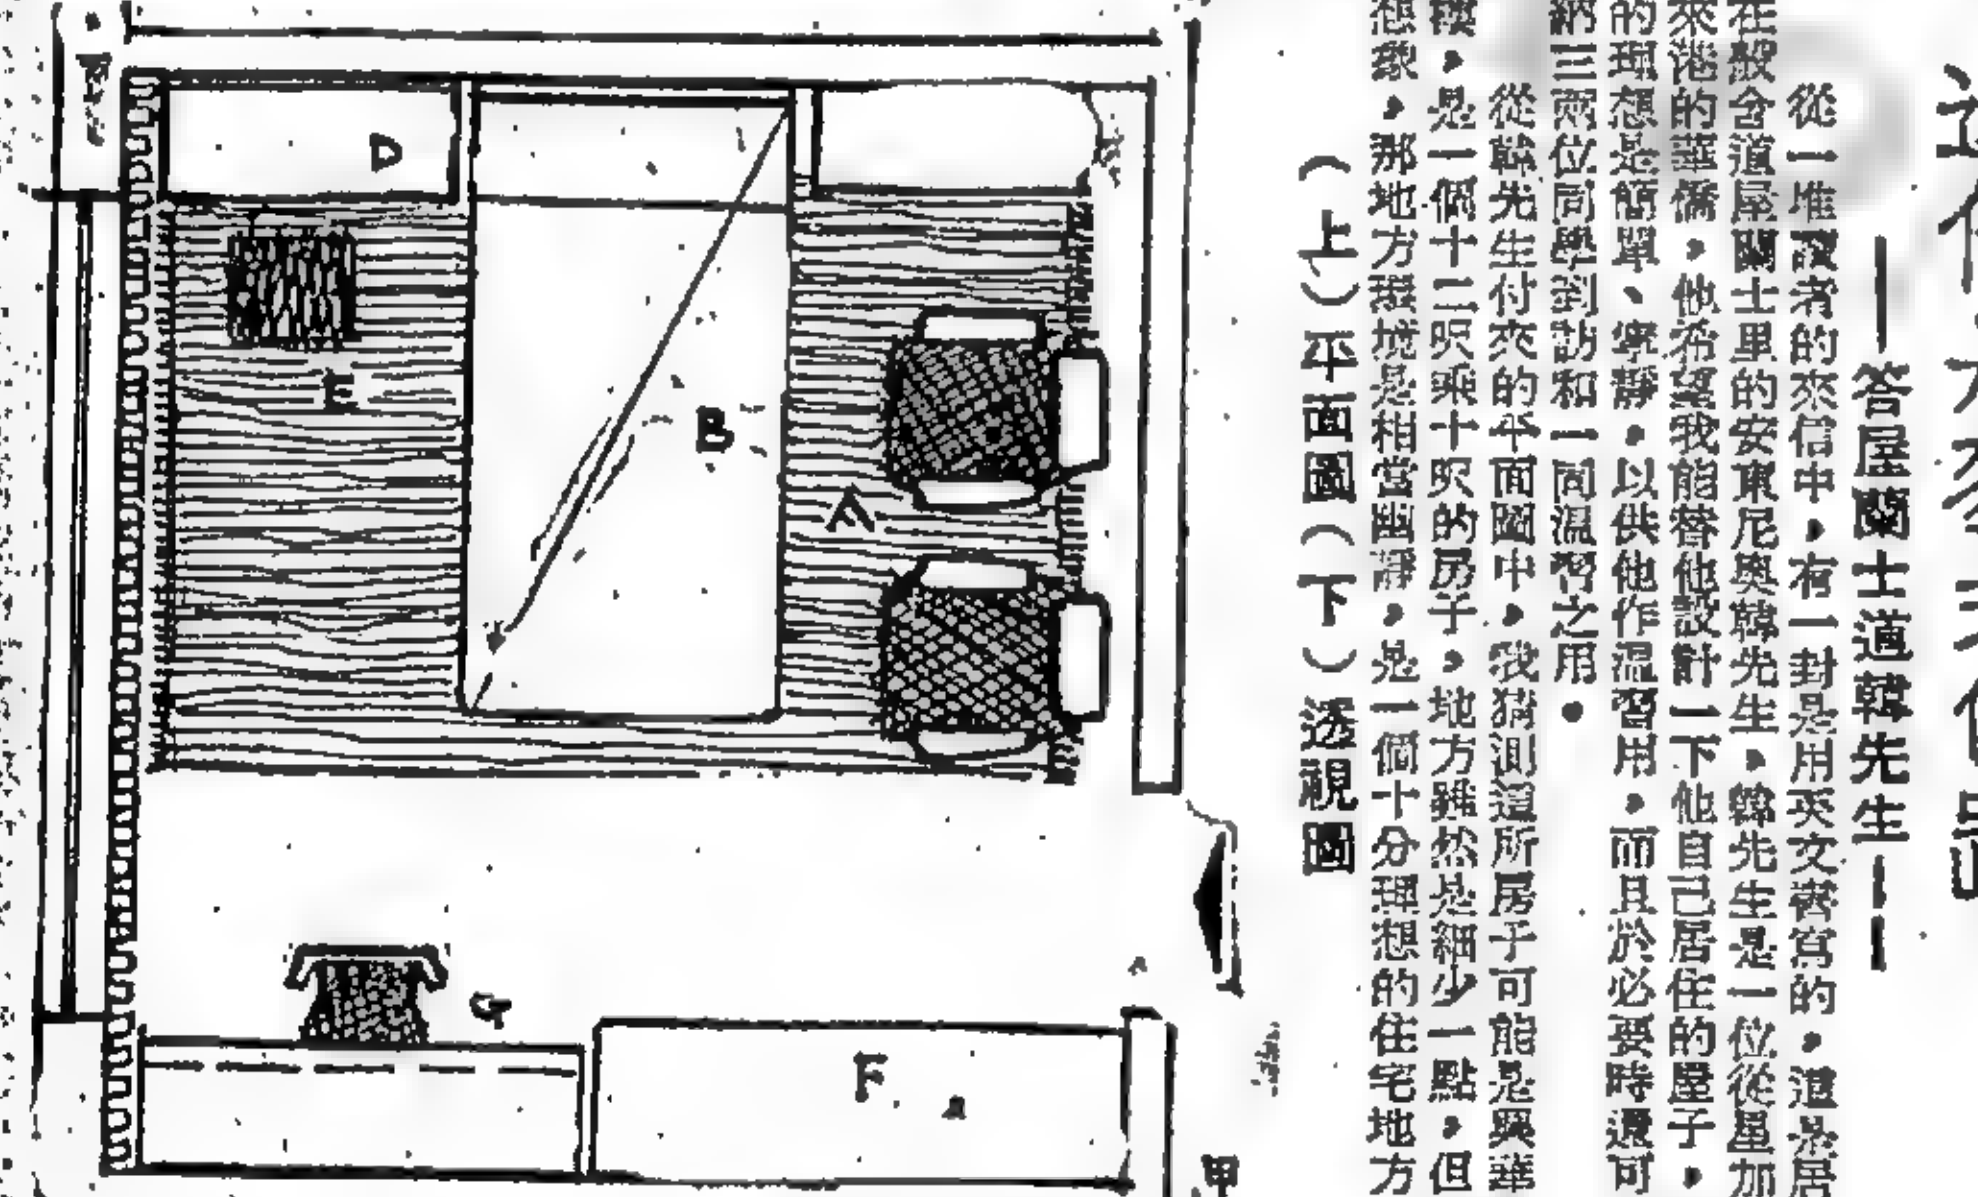 ——答屋蘭士道韓先生——
從一堆讀者的來信中，有一封是用英文書寫的。這是居
在般含道屋蘭士里的安東尼奧韓先生，韓先生是一位從星加
來港的華僑，他希望我能替他設計一下他自己居住的屋子，
的理想是簡單、寧靜，以供他作溫習用，而且於必要時還可
納三兩位同學到訪和一同溫習之用。
從韓先生付來的平面圖中，我猜測這所房子可能是與華
樓，是一個十二呎乘十呎的房子，地方雖然是細少一點，但
想像，那地方環境是相當幽靜，是一個十分理想的住宅地方
（上）平面圖（下）透視圖
D
E
B
A
G
F
甲